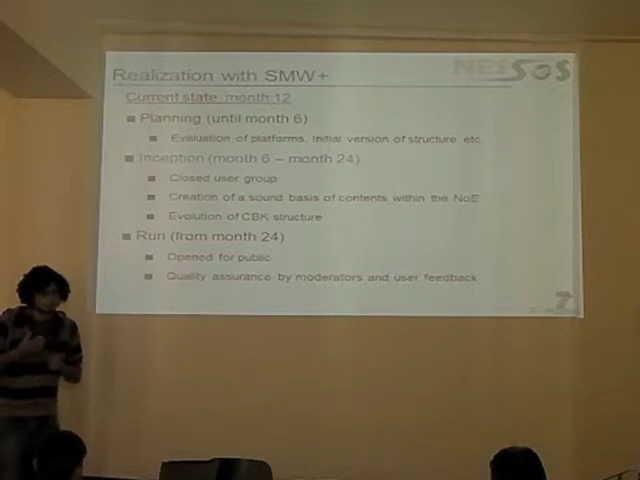 NESSOS
Realization with SMW+
Current state: month 12
Planning (until month 6)
Evaluation of platforms, initial version of structure etc.
Inception (month 6 – month 24)
Closed user group
Creation of a sound basis of contents within the NoE
Evolution of CBK structure
Run (from month 24)
Opened for public
Quality assurance by moderators and user feedback
7